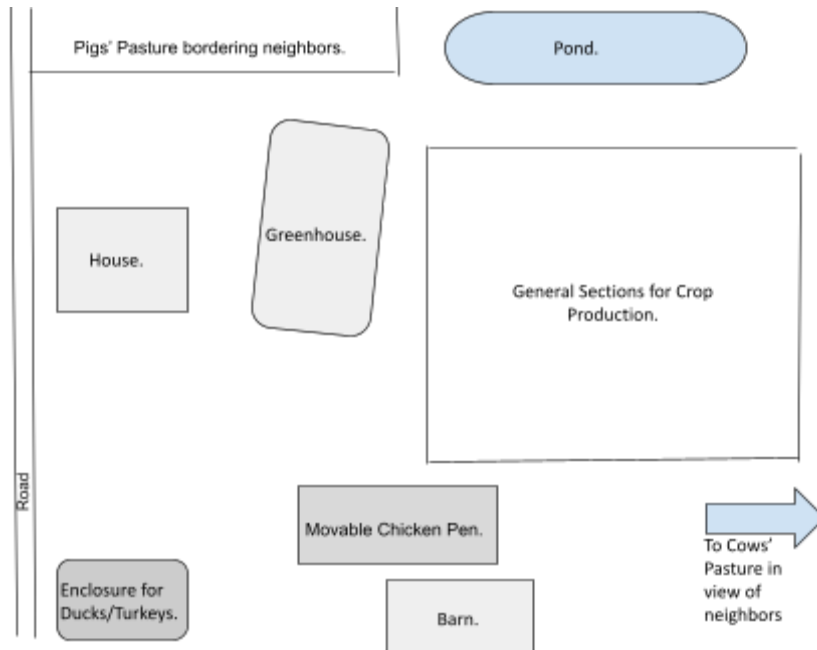 Pigs' Pasture bordering neighbors.
Pond.
Greenhouse.
House.
General Sections for Crop
Production.
Road
Movable Chicken Pen.
To Cows'
Pasture in
view of
neighbors
Enclosure for
Ducks/Turkeys.
Barn.